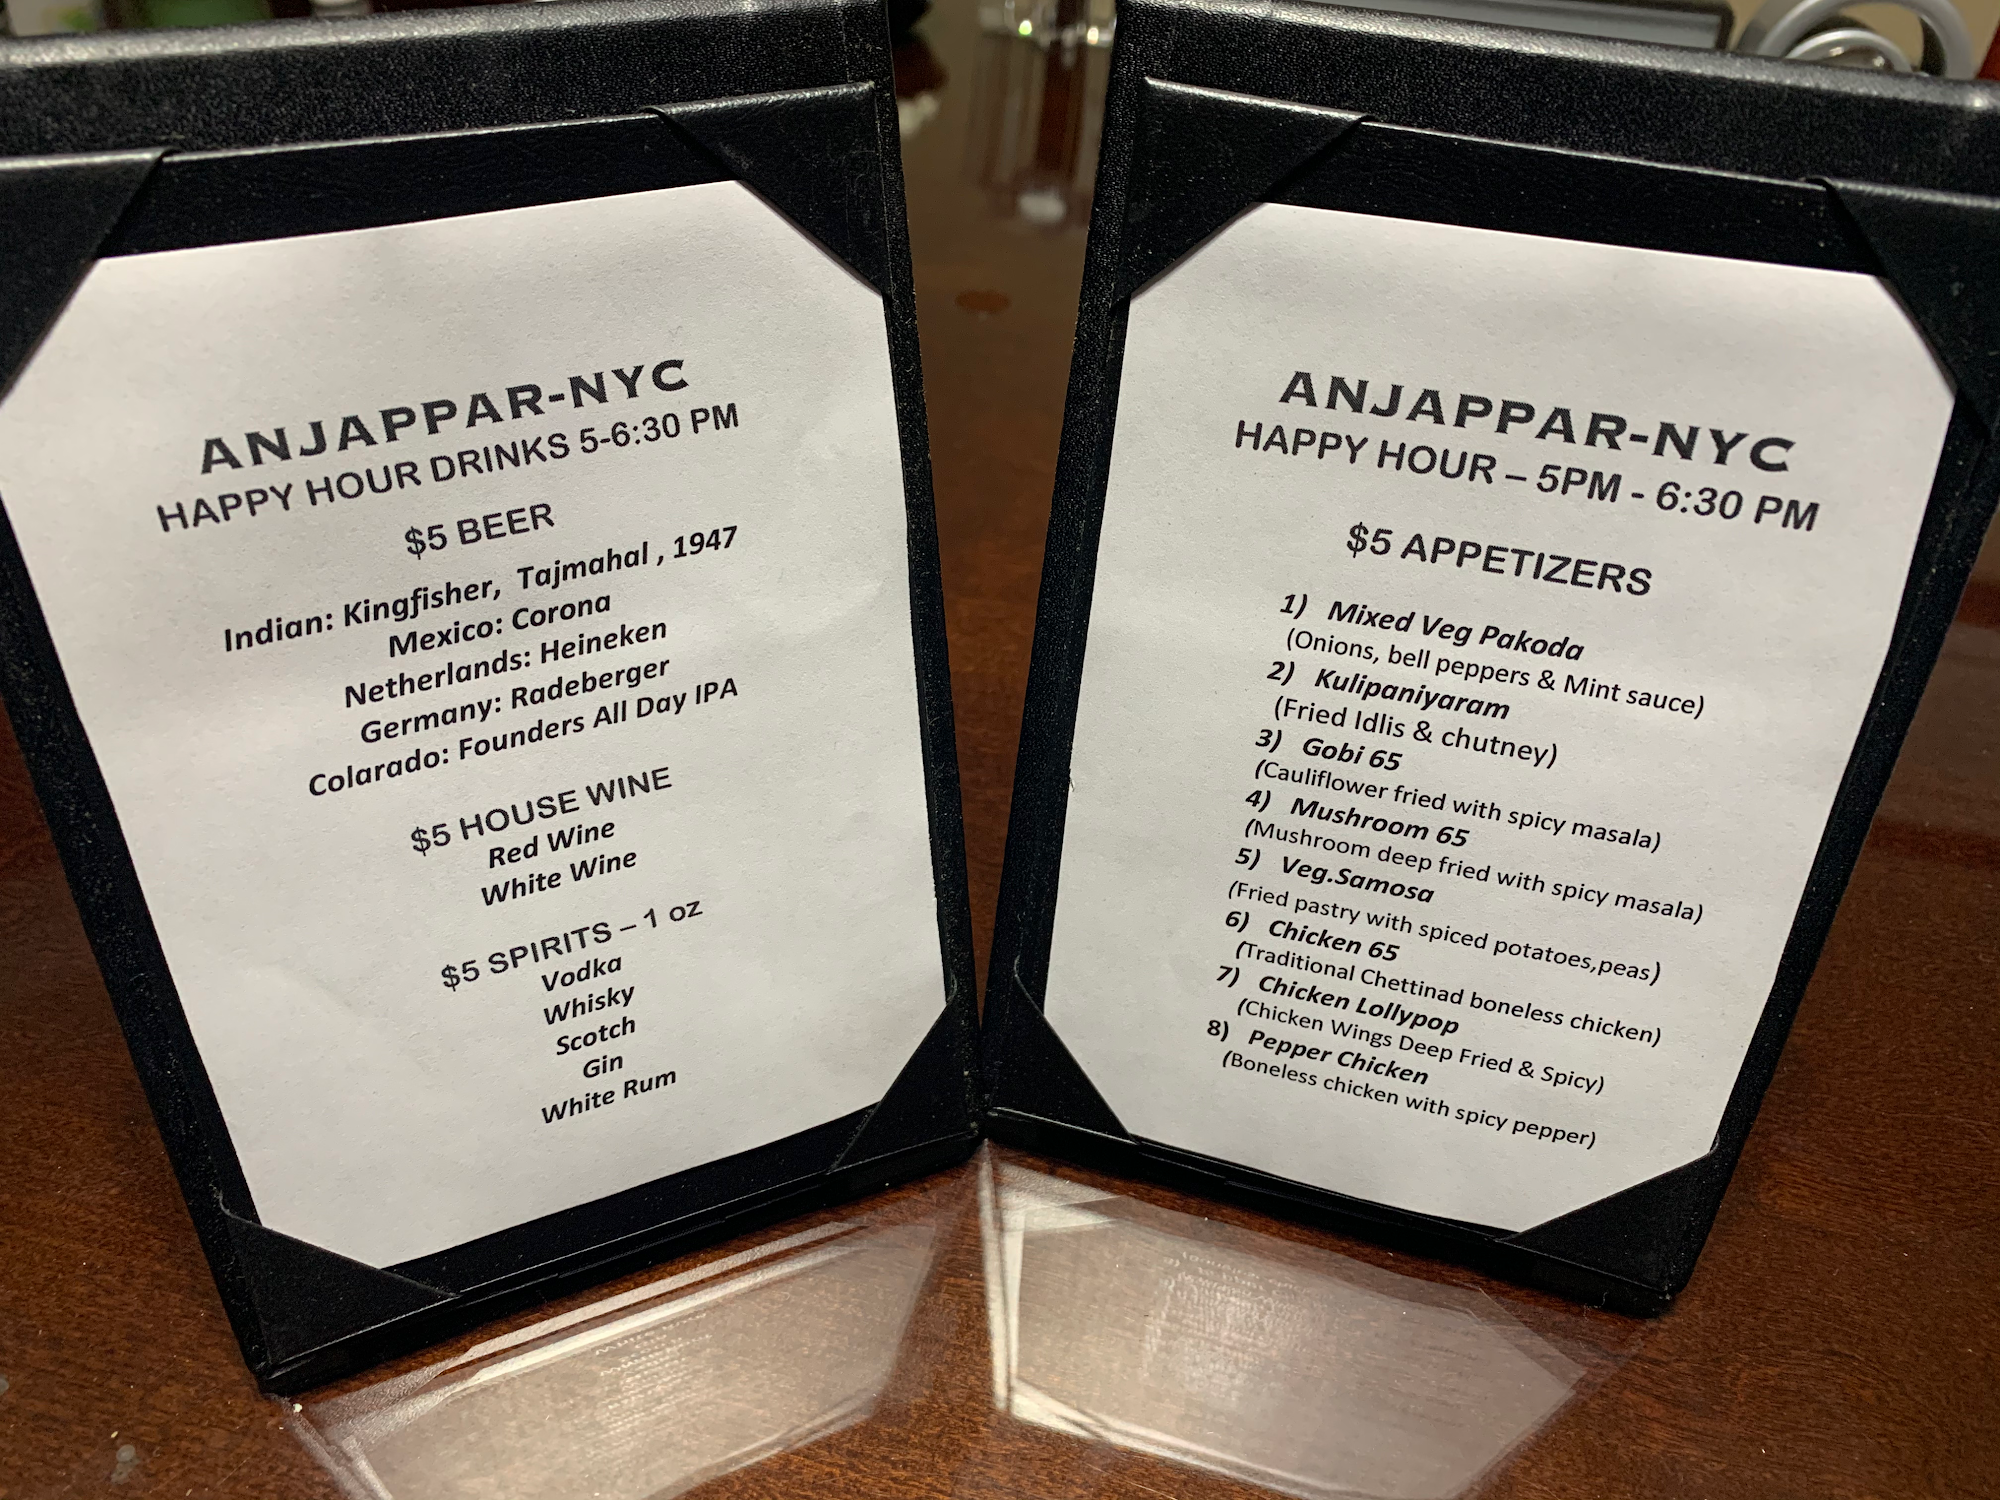 ANJAPPAR-NYC
HAPPY HOUR DRINKS 5-6:30 PM
$5 BEER
Indian: Kingfisher, Tajmahal , 1947
Mexico: Corona
Netherlands: Heineken
Germany: Radeberger
Colarado: Founders All Day IPA
$5 HOUSE WINE
Red Wine
White Wine
$5 SPIRITS – 1 oz
Vodka
Whisky
Scotch
Gin
White Rum
ANJAPPAR-NYC
HAPPY HOUR – 5PM - 6:30 PM
$5 APPETIZERS
1) Mixed Veg Pakoda
(Onions, bell peppers & Mint sauce)
2) Kulipaniyaram
(Fried Idlis & chutney)
3) Gobi 65
(Cauliflower fried with spicy masala)
4) Mushroom 65
(Mushroom deep fried with spicy masala)
5) Veg.Samosa
(Fried pastry with spiced potatoes,peas)
6) Chicken 65
(Traditional Chettinad boneless chicken)
7) Chicken Lollypop
(Chicken Wings Deep Fried & Spicy)
8) Pepper Chicken
(Boneless chicken with spicy pepper)